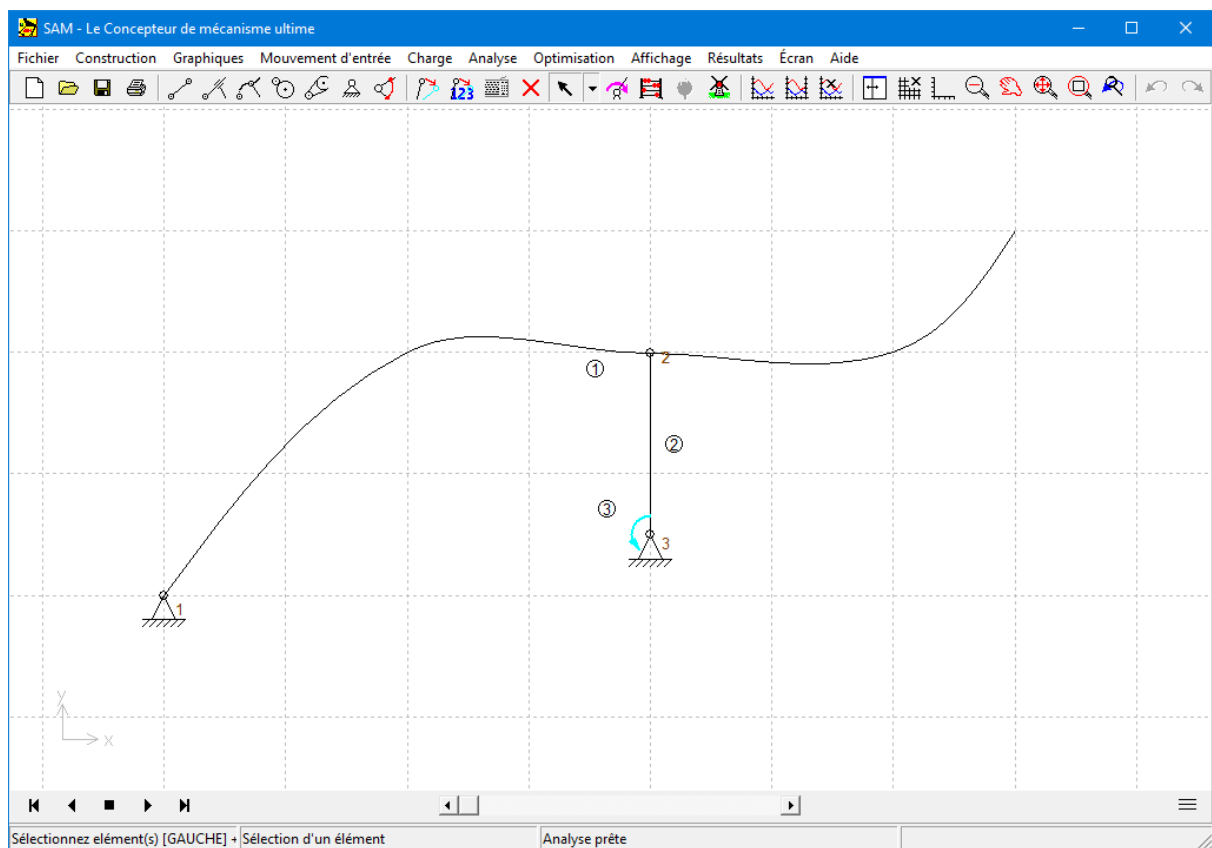 SAM - Le Concepteur de mécanisme ultime
Fichier Construction Graphiques Mouvement d'entrée Charge Analyse Optimisation Affichage Résultats Écran Aide
123
2
①
②
③
3
1
y
x
Sélectionnez elément(s) [GAUCHE] + Sélection d'un élément Analyse prête